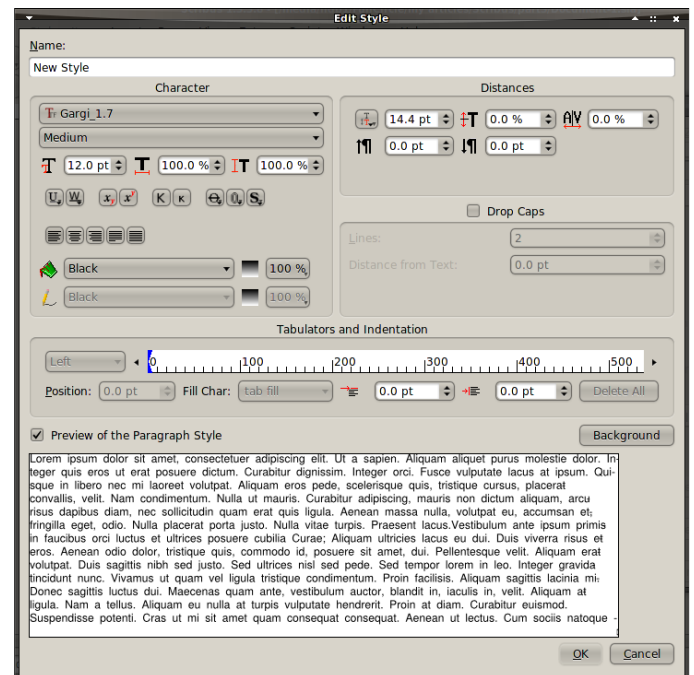 Edit Style
Name:
New Style
Character
Distances
Gargi_1.7
Medium
12.0 pt 100.0 % 100.0 %
14.4 pt 0.0 % 0.0 %
0.0 pt 0.0 pt
Drop Caps
Lines: 2
Distance from Text: 0.0 pt
Black 100 %
Black 100 %
Tabulators and Indentation
Left 0 100 200 300 400 500
Position: 0.0 pt Fill Char: tab fill 0.0 pt 0.0 pt Delete All
Preview of the Paragraph Style
Background
Lorem ipsum dolor sit amet, consectetuer adipiscing elit. Ut a sapien. Aliquam aliquet purus molestie dolor. In-
teger quis eros ut erat posuere dictum. Curabitur dignissim. Integer orci. Fusce vulputate lacus at ipsum. Qui-
sque in libero nec mi laoreet volutpat. Aliquam eros pede, scelerisque quis, tristique cursus, placerat
convallis, velit. Nam condimentum. Nulla ut mauris. Curabitur adipiscing, mauris non dictum aliquam, arcu
risus dapibus diam, nec sollicitudin quam erat quis ligula. Aenean massa nulla, volutpat eu, accumsan et,
fringilla eget, odio. Nulla placerat porta justo. Nulla vitae turpis. Praesent lacus.Vestibulum ante ipsum primis
in faucibus orci luctus et ultrices posuere cubilia Curae; Aliquam ultricies lacus eu dui. Duis viverra risus et
eros. Aenean odio dolor, tristique quis, commodo id, posuere sit amet, dui. Pellentesque velit. Aliquam erat
volutpat. Duis sagittis nibh sed justo. Sed ultrices nisl sed pede. Sed tempor lorem in leo. Integer gravida
tincidunt nunc. Vivamus ut quam vel ligula tristique condimentum. Proin facilisis. Aliquam sagittis lacinia mi.
Donec sagittis luctus dui. Maecenas quam ante, vestibulum auctor, blandit in, iaculis in, velit. Aliquam at
ligula. Nam a tellus. Aliquam eu nulla at turpis vulputate hendrerit. Proin at diam. Curabitur euismod.
Suspendisse potenti. Cras ut mi sit amet quam consequat consequat. Aenean ut lectus. Cum sociis natoque -
OK Cancel